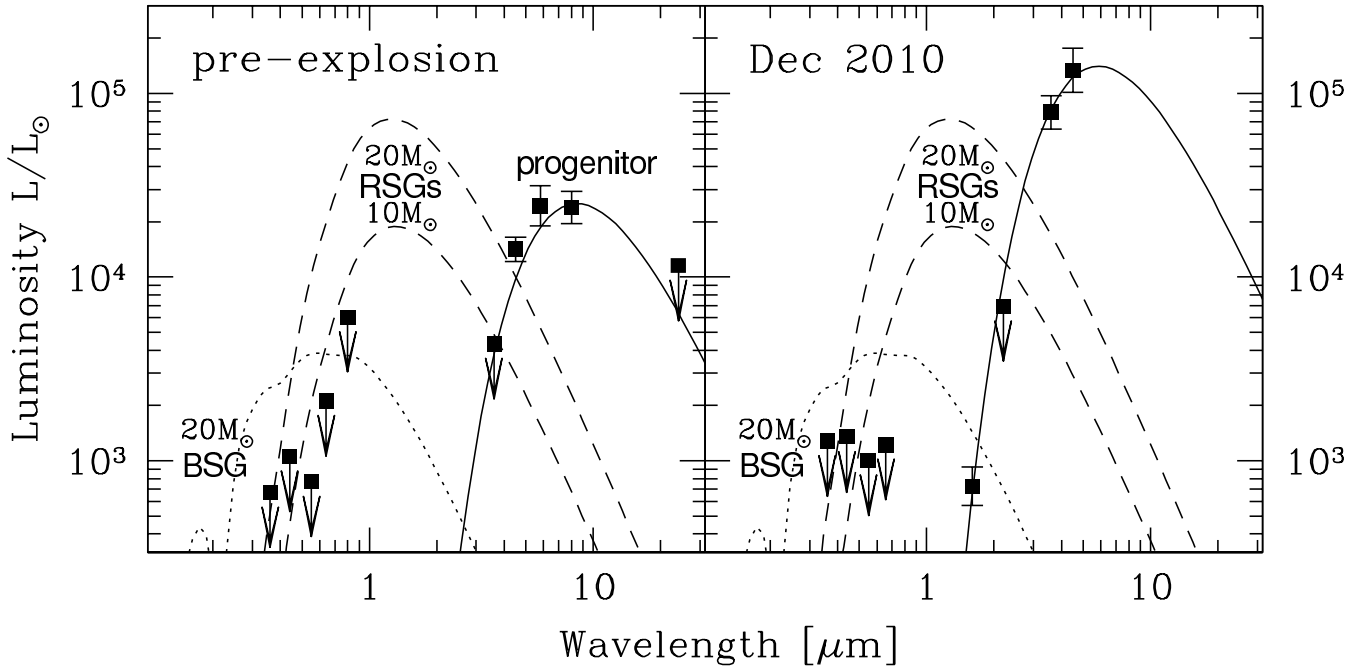 pre-explosion
Dec 2010
Luminosity L/L⊙
10⁵
10⁴
10³
20M⊙
RSGs
10M⊙
progenitor
20M⊙
BSG
20M⊙
RSGs
10M⊙
20M⊙
BSG
10⁵
10⁴
10³
1
10
1
10
Wavelength [μm]